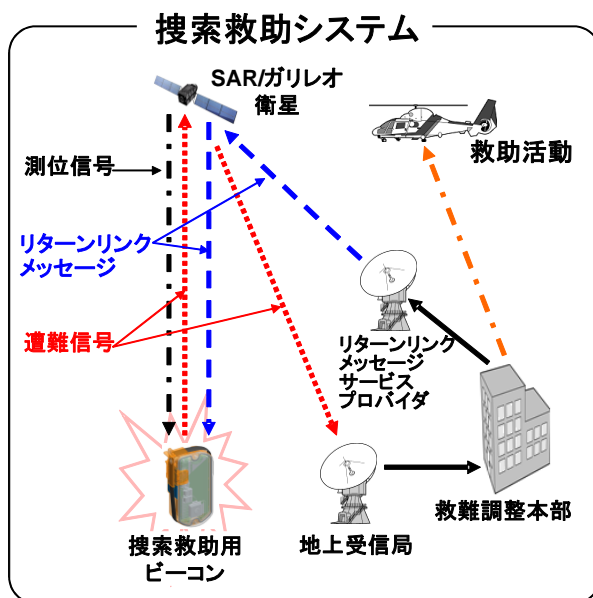 捜索救助システム
SAR/ガリレオ
衛星
救助活動
測位信号
リターンリンク
メッセージ
遭難信号
リターンリンク
メッセージ
サービス
プロバイダ
捜索救助用
ビーコン
地上受信局
救難調整本部